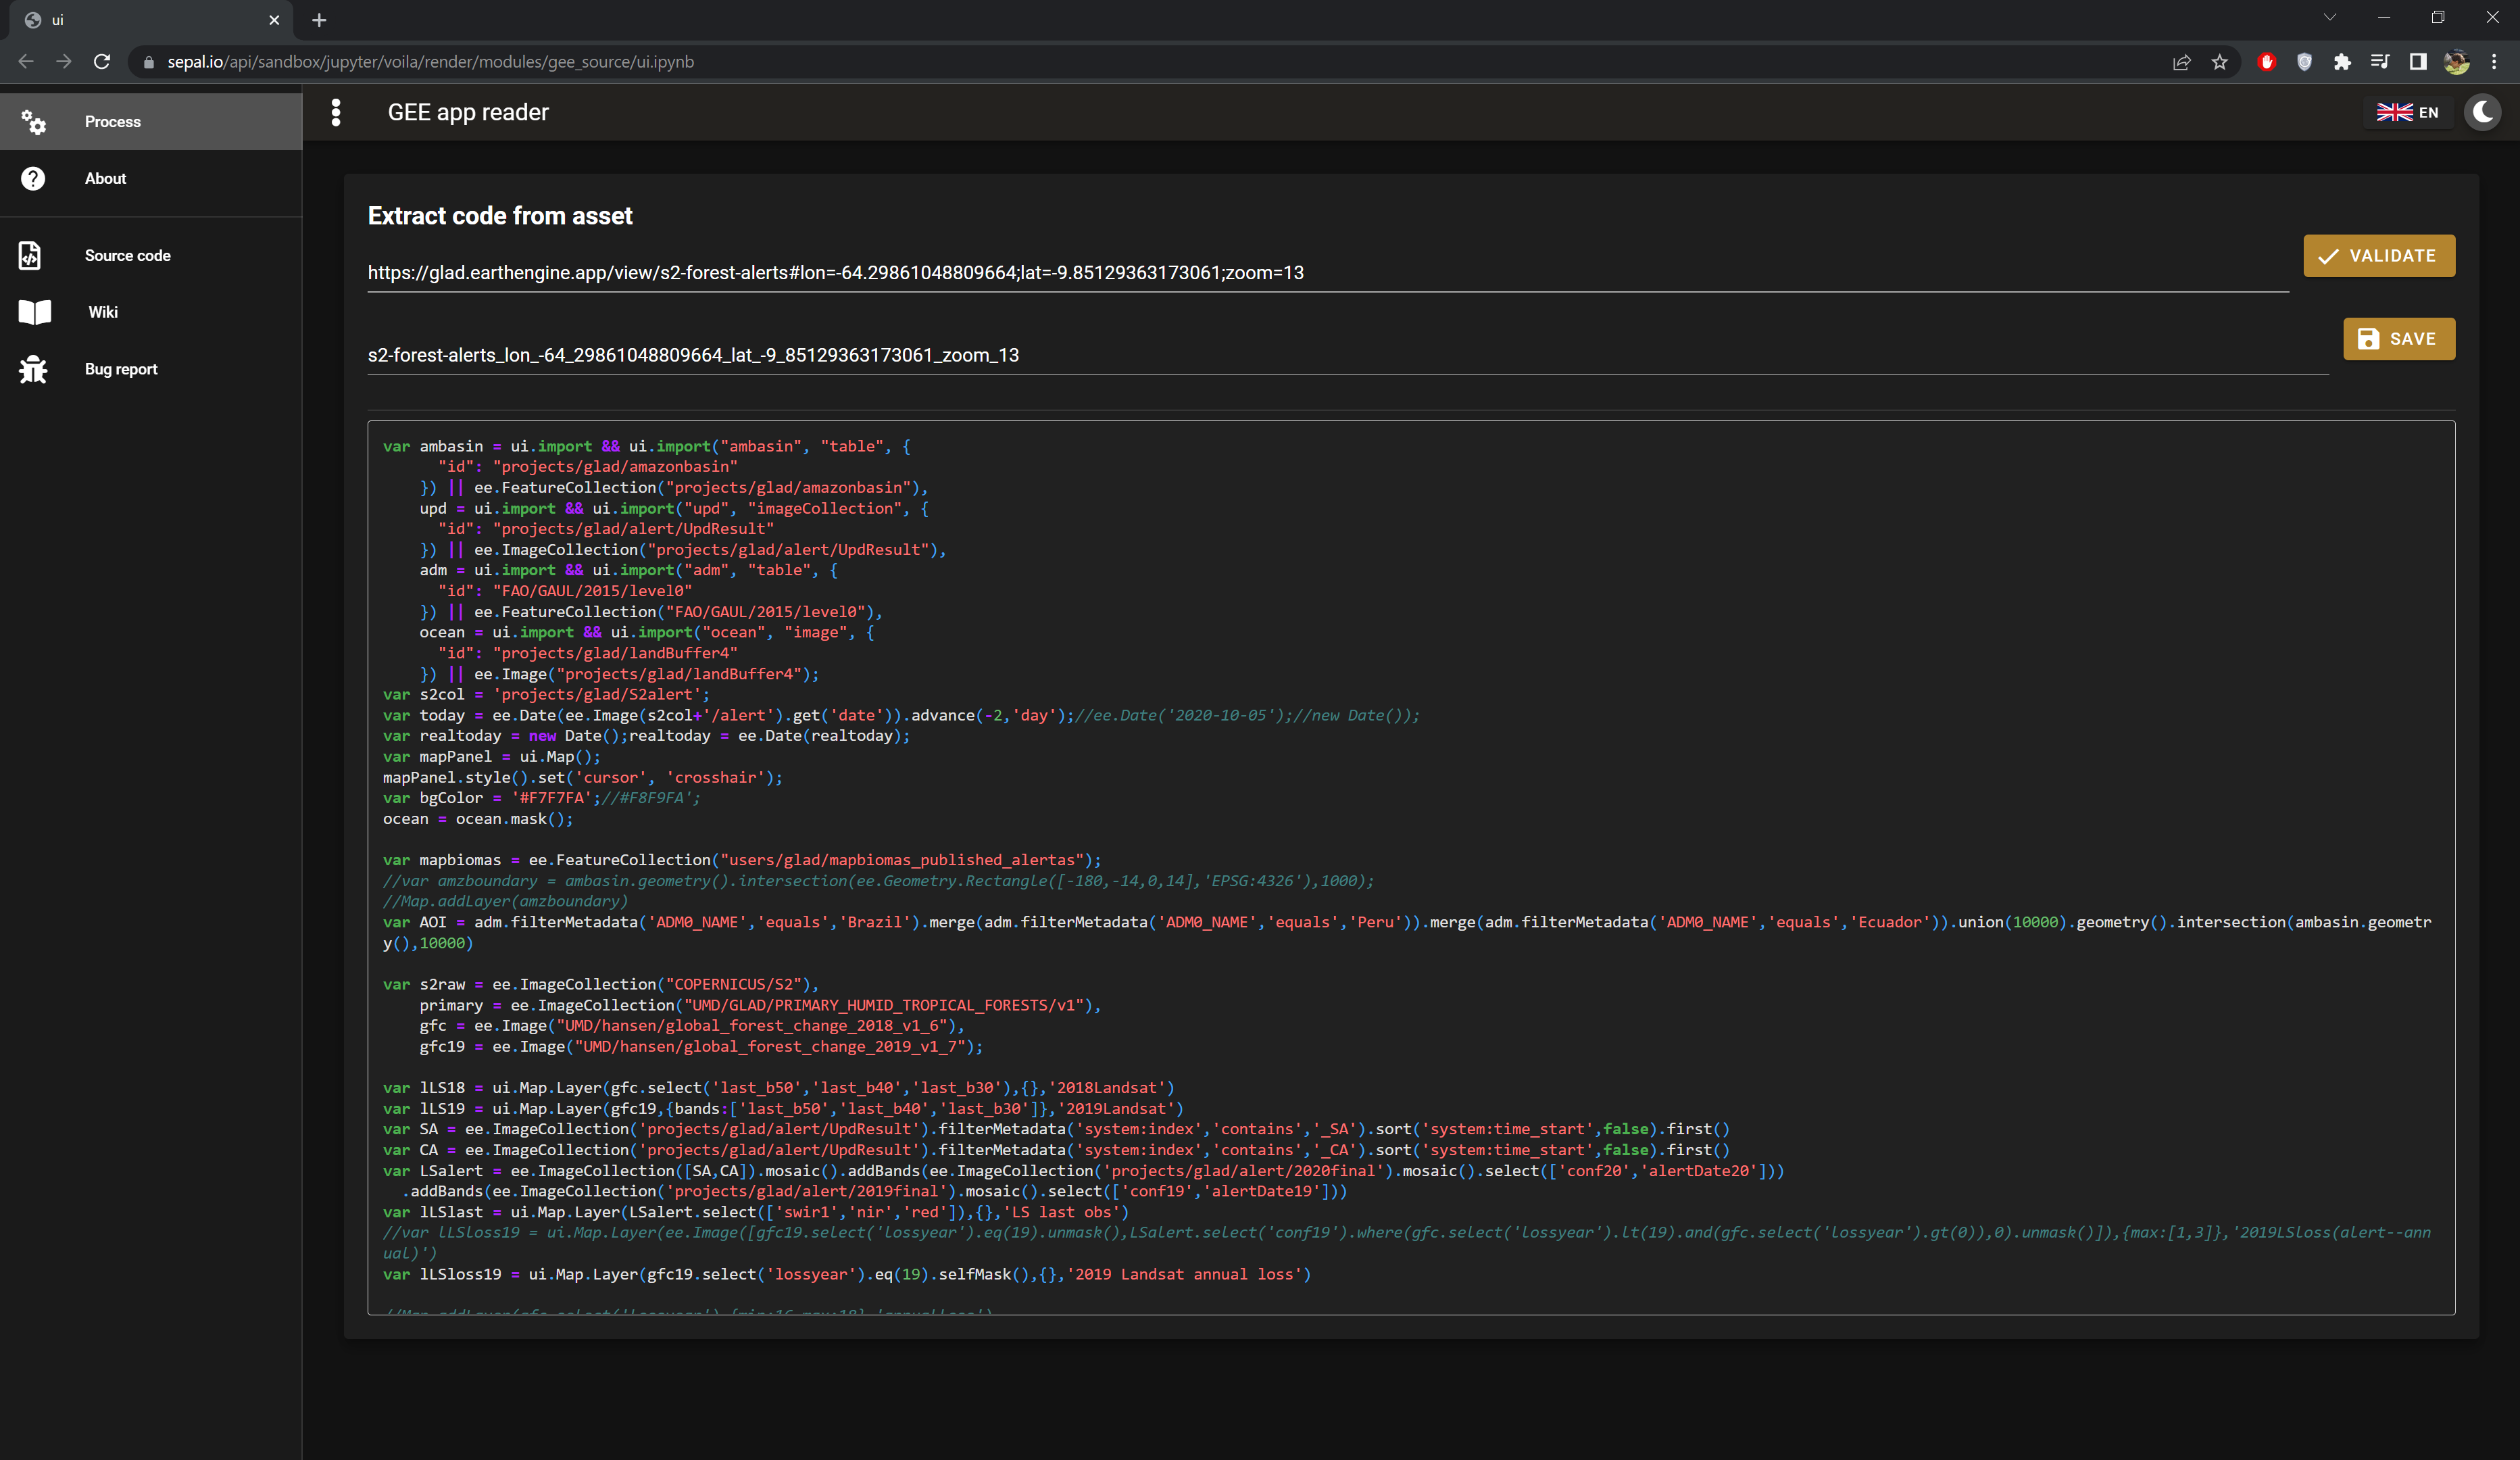 ui
sepal.io/api/sandbox/jupyter/voila/render/modules/gee_source/ui.ipynb
Process
About
Source code
Wiki
Bug report
GEE app reader
EN
Extract code from asset
https://glad.earthengine.app/view/s2-forest-alerts#lon=-64.29861048809664;lat=-9.85129363173061;zoom=13
VALIDATE
s2-forest-alerts_lon_-64_29861048809664_lat_-9_85129363173061_zoom_13
SAVE
var ambasin = ui.import && ui.import("ambasin", "table", {
      "id": "projects/glad/amazonbasin"
    }) || ee.FeatureCollection("projects/glad/amazonbasin"),
    upd = ui.import && ui.import("upd", "imageCollection", {
      "id": "projects/glad/alert/UpdResult"
    }) || ee.ImageCollection("projects/glad/alert/UpdResult"),
    adm = ui.import && ui.import("adm", "table", {
      "id": "FAO/GAUL/2015/level0"
    }) || ee.FeatureCollection("FAO/GAUL/2015/level0"),
    ocean = ui.import && ui.import("ocean", "image", {
      "id": "projects/glad/landBuffer4"
    }) || ee.Image("projects/glad/landBuffer4");
var s2col = 'projects/glad/S2alert';
var today = ee.Date(ee.Image(s2col+'/alert').get('date')).advance(-2,'day');//ee.Date('2020-10-05');//new Date());
var realtoday = new Date();realtoday = ee.Date(realtoday);
var mapPanel = ui.Map();
mapPanel.style().set('cursor', 'crosshair');
var bgColor = '#F7F7FA';//#F8F9FA';
ocean = ocean.mask();
var mapbiomas = ee.FeatureCollection("users/glad/mapbiomas_published_alertas");
//var amzboundary = ambasin.geometry().intersection(ee.Geometry.Rectangle([-180,-14,0,14],'EPSG:4326'),1000);
//Map.addLayer(amzboundary)
var AOI = adm.filterMetadata('ADM0_NAME','equals','Brazil').merge(adm.filterMetadata('ADM0_NAME','equals','Peru')).merge(adm.filterMetadata('ADM0_NAME','equals','Ecuador')).union(10000).geometry().intersection(ambasin.geometr
y(),10000)
var s2raw = ee.ImageCollection("COPERNICUS/S2"),
    primary = ee.ImageCollection("UMD/GLAD/PRIMARY_HUMID_TROPICAL_FORESTS/v1"),
    gfc = ee.Image("UMD/hansen/global_forest_change_2018_v1_6"),
    gfc19 = ee.Image("UMD/hansen/global_forest_change_2019_v1_7");
var lLS18 = ui.Map.Layer(gfc.select('last_b50','last_b40','last_b30'),{},'2018Landsat')
var lLS19 = ui.Map.Layer(gfc19,{bands:['last_b50','last_b40','last_b30']},'2019Landsat')
var SA = ee.ImageCollection('projects/glad/alert/UpdResult').filterMetadata('system:index','contains','_SA').sort('system:time_start',false).first()
var CA = ee.ImageCollection('projects/glad/alert/UpdResult').filterMetadata('system:index','contains','_CA').sort('system:time_start',false).first()
var LSalert = ee.ImageCollection([SA,CA]).mosaic().addBands(ee.ImageCollection('projects/glad/alert/2020final').mosaic().select(['conf20','alertDate20']))
  .addBands(ee.ImageCollection('projects/glad/alert/2019final').mosaic().select(['conf19','alertDate19']))
var lLSlast = ui.Map.Layer(LSalert.select(['swir1','nir','red']),{},'LS last obs')
//var lLSloss19 = ui.Map.Layer(ee.Image([gfc19.select('lossyear').eq(19).unmask(),LSalert.select('conf19').where(gfc.select('lossyear').lt(19).and(gfc.select('lossyear').gt(0)),0).unmask()]),{max:[1,3]},'2019LSloss(alert--ann
ual)')
var lLSloss19 = ui.Map.Layer(gfc19.select('lossyear').eq(19).selfMask(),{},'2019 Landsat annual loss')
//Map.addLayer(gfc.select('lossyear'),{min:16,max:18},'annualLoss')